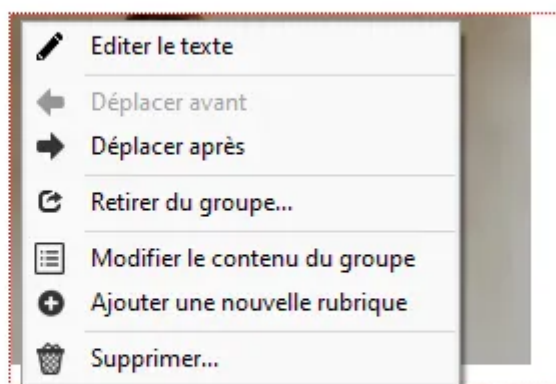 Editer le texte
Déplacer avant
Déplacer après
Retirer du groupe...
Modifier le contenu du groupe
Ajouter une nouvelle rubrique
Supprimer...